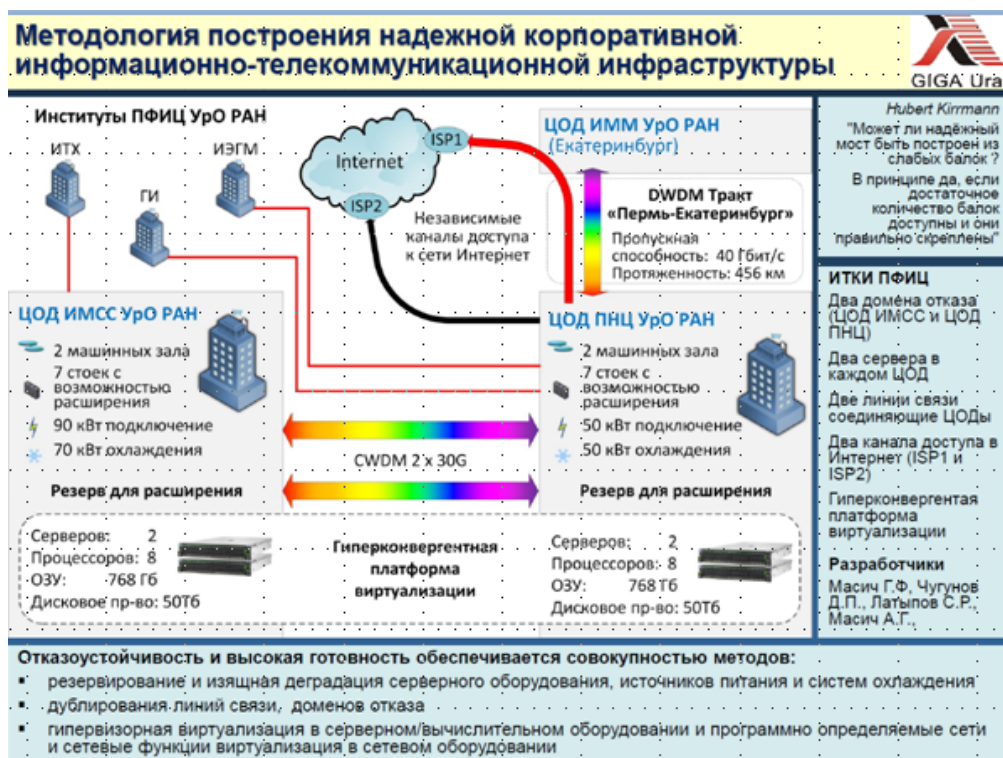 Методология построения надежной корпоративной
информационно-телекоммуникационной инфраструктуры
GIGA Ura
Институты ПФИЦ УрО РАН
ИТХ
ГИ
ИЭГМ
Internet
ISP1
ISP2
Независимые
каналы доступа
к сети Интернет
ЦОД ИММ УрО РАН
(Екатеринбург)
DWDM Тракт
«Пермь-Екатеринбург»
Пропускная
способность: 40 Гбит/с
Протяженность: 456 км
ЦОД ИМСС УрО РАН
2 машинных зала
7 стоек с
возможностью
расширения
90 кВт подключение
70 кВт охлаждения
Резерв для расширения
CWDM 2 x 30G
ЦОД ПНЦ УрО РАН
2 машинных зала
7 стоек с
возможностью
расширения
50 кВт подключение
50 кВт охлаждения
Резерв для расширения
Серверов: 2
Процессоров: 8
ОЗУ: 768 Гб
Дисковое пр-во: 50Тб
Гиперконвергентная
платформа
виртуализации
Серверов: 2
Процессоров: 8
ОЗУ: 768 Гб
Дисковое пр-во: 50Тб
Hubert Kirrmann
"Может ли надёжный
мост быть построен из
слабых балок ?
В принципе да, если
достаточное
количество балок
доступны и они
правильно скреплены"
ИТКИ ПФИЦ
Два домена отказа
(ЦОД ИМСС и ЦОД
ПНЦ)
Два сервера в
каждом ЦОД
Две линии связи
соединяющие ЦОДы
Два канала доступа в
Интернет (ISP1 и
ISP2)
Гиперконвергентая
платформа
виртуализации
Разработчики
Масич Г.Ф, Чугунов
Д.П., Латыпов С.Р.,
Масич А.Г.,
Отказоустойчивость и высокая готовность обеспечивается совокупностью методов:
▪ резервирование и изящная деградация серверного оборудования, источников питания и систем охлаждения
▪ дублирования линий связи, доменов отказа
▪ гипервизорная виртуализация в серверном/вычислительном оборудовании и программно определяемые сети
и сетевые функции виртуализация в сетевом оборудовании